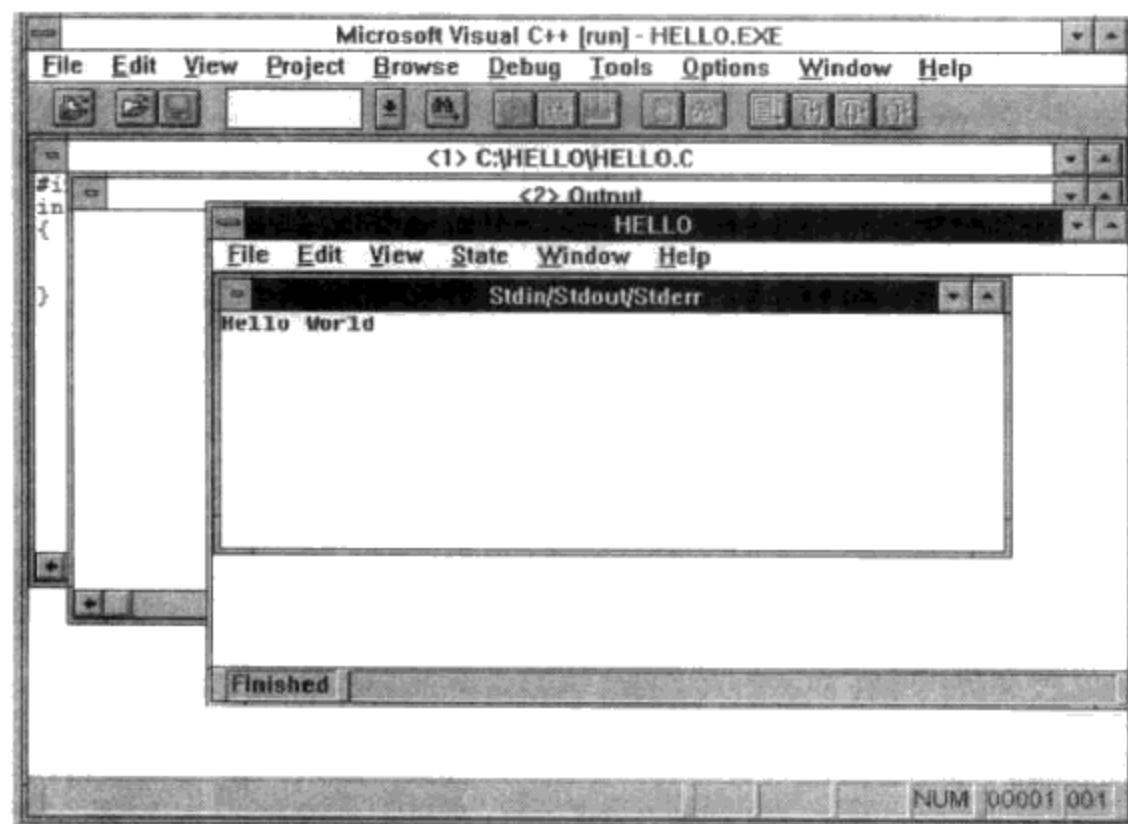 Microsoft Visual C++ [run] - HELLO.EXE
File Edit View Project Browse Debug Tools Options Window Help
<1> C:\HELLO\HELLO.C
#i
<2> Output
in
{
HELLO
File Edit View State Window Help
}
Stdin/Stdout/Stderr
Hello World
Finished
NUM 00001 001